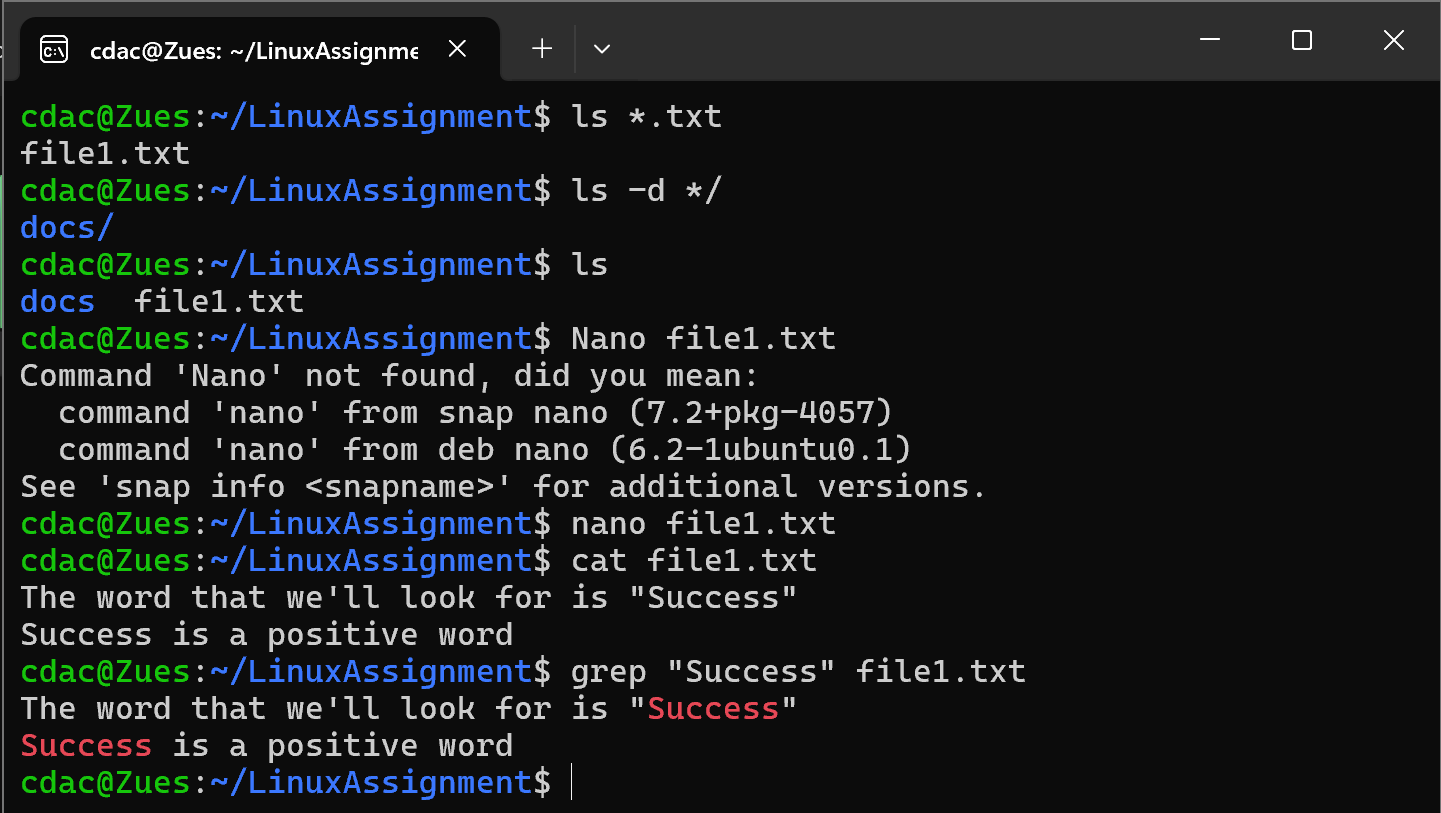 cdac@Zues: ~/LinuxAssignme
cdac@Zues:~/LinuxAssignment$ ls *.txt
file1.txt
cdac@Zues:~/LinuxAssignment$ ls -d */
docs/
cdac@Zues:~/LinuxAssignment$ ls
docs  file1.txt
cdac@Zues:~/LinuxAssignment$ Nano file1.txt
Command 'Nano' not found, did you mean:
  command 'nano' from snap nano (7.2+pkg-4057)
  command 'nano' from deb nano (6.2-1ubuntu0.1)
See 'snap info <snapname>' for additional versions.
cdac@Zues:~/LinuxAssignment$ nano file1.txt
cdac@Zues:~/LinuxAssignment$ cat file1.txt
The word that we'll look for is "Success"
Success is a positive word
cdac@Zues:~/LinuxAssignment$ grep "Success" file1.txt
The word that we'll look for is "Success"
Success is a positive word
cdac@Zues:~/LinuxAssignment$